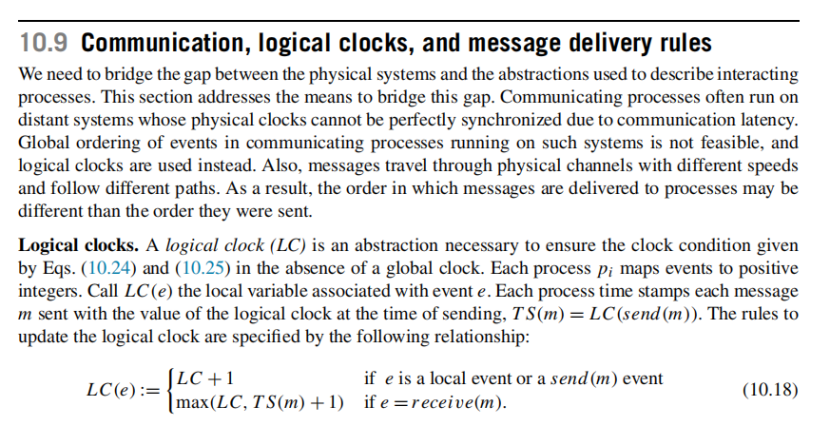 10.9 Communication, logical clocks, and message delivery rules
We need to bridge the gap between the physical systems and the abstractions used to describe interacting
processes. This section addresses the means to bridge this gap. Communicating processes often run on
distant systems whose physical clocks cannot be perfectly synchronized due to communication latency.
Global ordering of events in communicating processes running on such systems is not feasible, and
logical clocks are used instead. Also, messages travel through physical channels with different speeds
and follow different paths. As a result, the order in which messages are delivered to processes may be
different than the order they were sent.
Logical clocks. A logical clock (LC) is an abstraction necessary to ensure the clock condition given
by Eqs. (10.24) and (10.25) in the absence of a global clock. Each process pᵢ maps events to positive
integers. Call LC(e) the local variable associated with event e. Each process time stamps each message
m sent with the value of the logical clock at the time of sending, TS(m) = LC(send(m)). The rules to
update the logical clock are specified by the following relationship:
LC(e) := { LC + 1 if e is a local event or a send(m) event
max(LC, TS(m) + 1) if e = receive(m). (10.18)